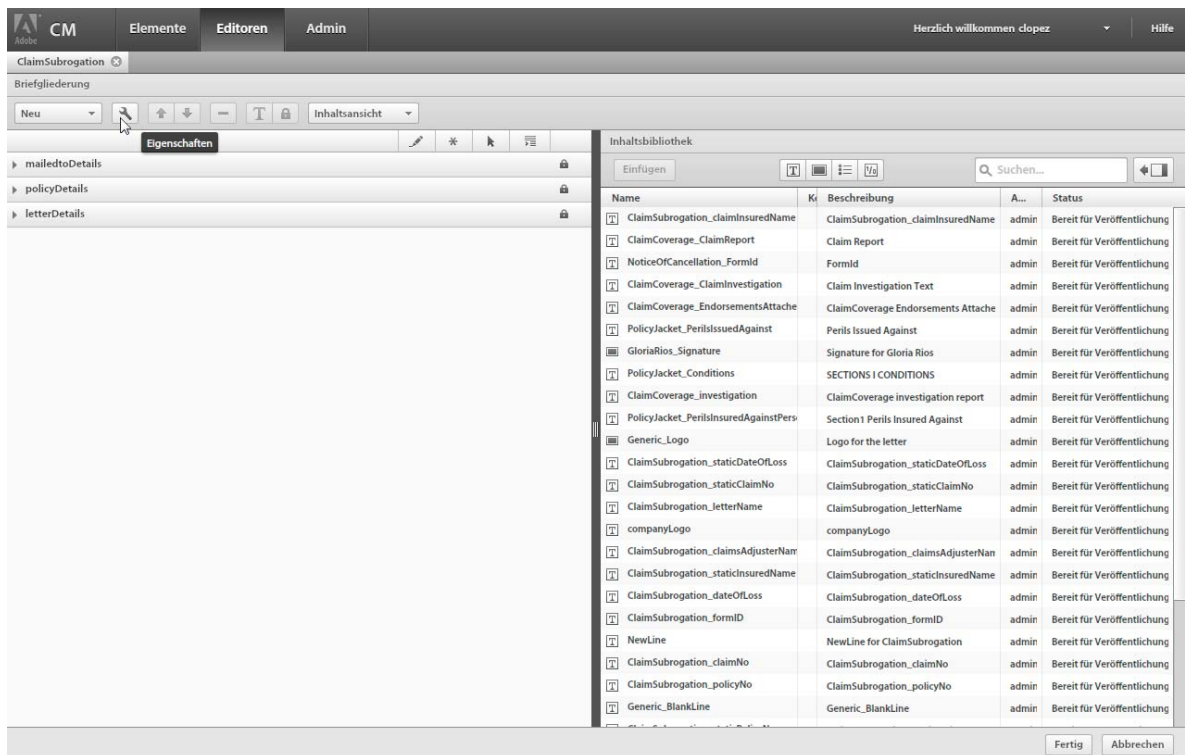 Adobe CM Elemente Editoren Admin Herzlich willkommen clopez Hilfe
ClaimSubrogation
Briefgliederung
Neu T Inhaltsansicht
Eigenschaften
mailedtoDetails
policyDetails
letterDetails
Inhaltsbibliothek
Einfügen T Suchen...
Name Beschreibung A... Status
T ClaimSubrogation_claimInsuredName ClaimSubrogation_claimInsuredName admin Bereit für Veröffentlichung
T ClaimCoverage_ClaimReport Claim Report admin Bereit für Veröffentlichung
T NoticeOfCancellation_FormId FormId admin Bereit für Veröffentlichung
T ClaimCoverage_ClaimInvestigation Claim Investigation Text admin Bereit für Veröffentlichung
T ClaimCoverage_EndorsementsAttache ClaimCoverage Endorsements Attache admin Bereit für Veröffentlichung
T PolicyJacket_PerilsIssuedAgainst Perils Issued Against admin Bereit für Veröffentlichung
GloriaRios_Signature Signature for Gloria Rios admin Bereit für Veröffentlichung
T PolicyJacket_Conditions SECTIONS I CONDITIONS admin Bereit für Veröffentlichung
T ClaimCoverage_investigation ClaimCoverage investigation report admin Bereit für Veröffentlichung
T PolicyJacket_PerilsInsuredAgainstPers Section1 Perils Insured Against admin Bereit für Veröffentlichung
Generic_Logo Logo for the letter admin Bereit für Veröffentlichung
T ClaimSubrogation_staticDateOfLoss ClaimSubrogation_staticDateOfLoss admin Bereit für Veröffentlichung
T ClaimSubrogation_staticClaimNo ClaimSubrogation_staticClaimNo admin Bereit für Veröffentlichung
T ClaimSubrogation_letterName ClaimSubrogation_letterName admin Bereit für Veröffentlichung
T companyLogo companyLogo admin Bereit für Veröffentlichung
T ClaimSubrogation_claimsAdjusterNam ClaimSubrogation_claimsAdjusterNan admin Bereit für Veröffentlichung
T ClaimSubrogation_staticInsuredName ClaimSubrogation_staticInsuredName admin Bereit für Veröffentlichung
T ClaimSubrogation_dateOfLoss ClaimSubrogation_dateOfLoss admin Bereit für Veröffentlichung
T ClaimSubrogation_formID ClaimSubrogation_formID admin Bereit für Veröffentlichung
T NewLine NewLine for ClaimSubrogation admin Bereit für Veröffentlichung
T ClaimSubrogation_claimNo ClaimSubrogation_claimNo admin Bereit für Veröffentlichung
T ClaimSubrogation_policyNo ClaimSubrogation_policyNo admin Bereit für Veröffentlichung
T Generic_BlankLine Generic_BlankLine admin Bereit für Veröffentlichung
Fertig Abbrechen